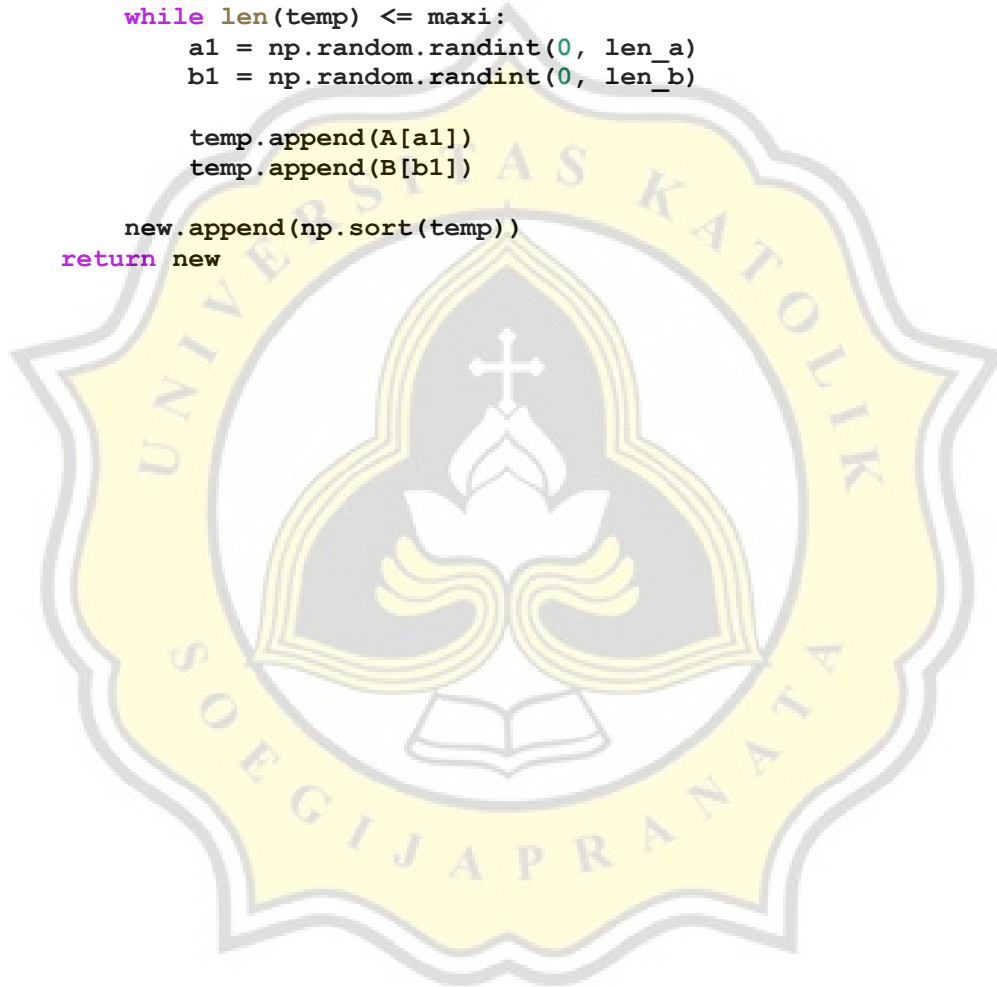 while len(temp) <= maxi:
            a1 = np.random.randint(0, len_a)
            b1 = np.random.randint(0, len_b)

            temp.append(A[a1])
            temp.append(B[b1])

        new.append(np.sort(temp))
    return new
UNIVERSITAS KATOLIK
SOEGIJAPRANATA